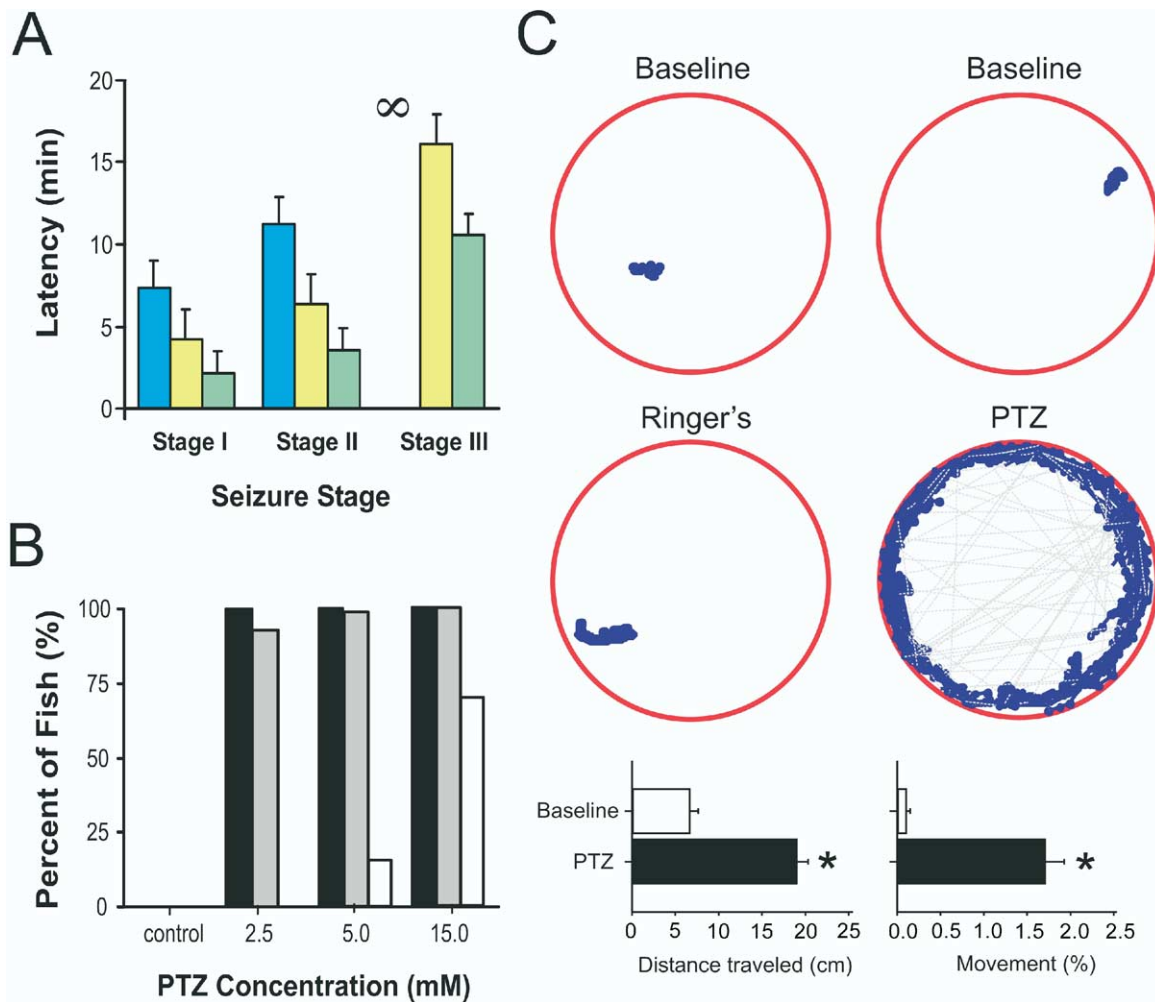 A
20
15
10
5
0
Latency (min)
∞
Stage I Stage II Stage III
Seizure Stage
B
100
75
50
25
0
Percent of Fish (%)
control 2.5 5.0 15.0
PTZ Concentration (mM)
C
Baseline Baseline
Ringer's PTZ
Baseline
PTZ
*
*
0 5 10 15 20 25
Distance traveled (cm)
0.0 0.5 1.0 1.5 2.0 2.5
Movement (%)